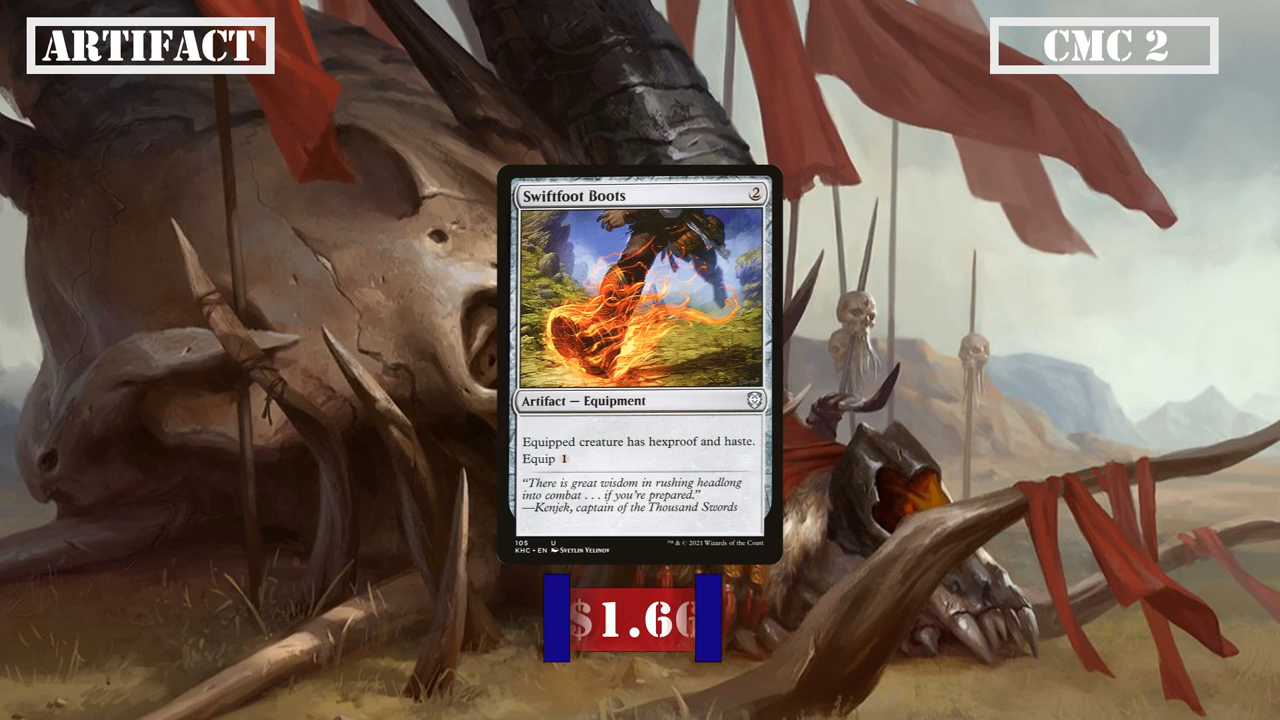 ARTIFACT
CMC 2
Swiftfoot Boots 2
Artifact — Equipment
Equipped creature has hexproof and haste.
Equip 1
“There is great wisdom in rushing headlong
into combat . . . if you’re prepared.”
—Kenjek, captain of the Thousand Swords
105 U
KHC • EN Svetlin Velinov
™ & © 2021 Wizards of the Coast
$1.66